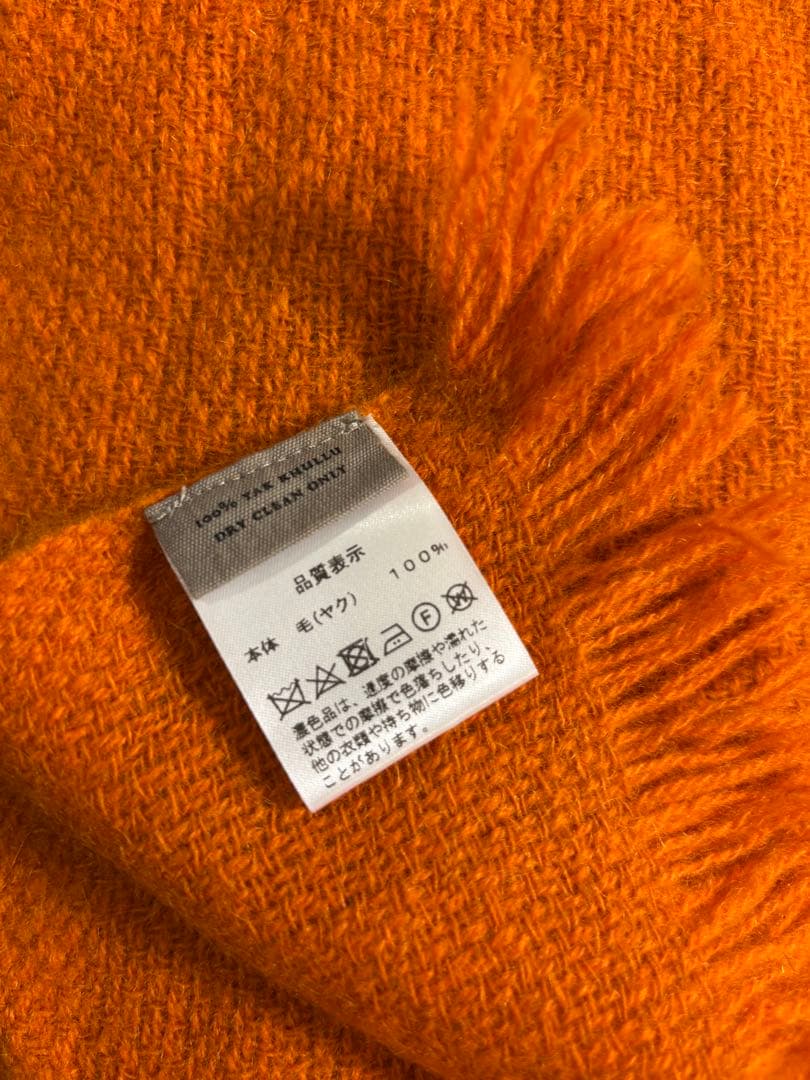 100% YAK KHULLU
DRY CLEAN ONLY
品質表示
本体 毛(ヤク) 100%
F W
濃色品は、過度の摩擦や濡れた
状態での摩擦で色落ちしたり、
他の衣類や持ち物に色移りする
ことがあります。